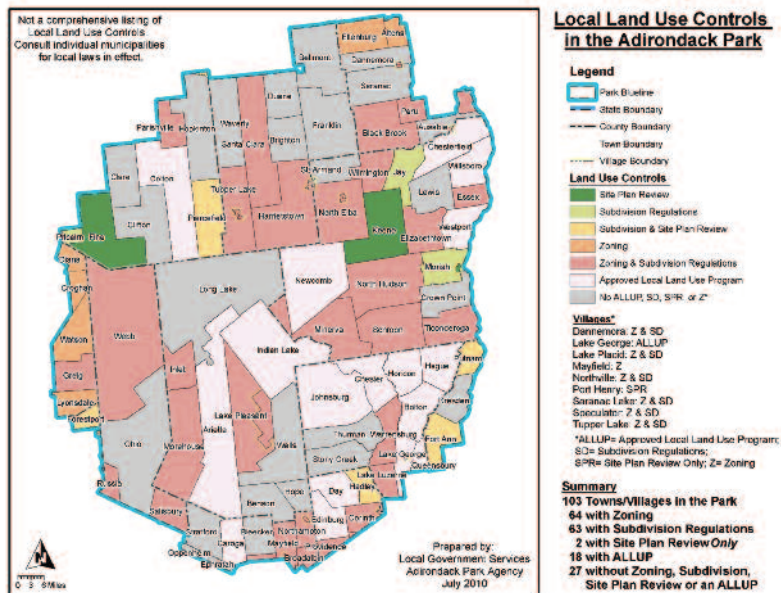 Not a comprehensive listing of
Local Land Use Controls
Consult individual municipalities
for local laws in effect.
Ellenburg
Altona
Bellmont
Dannemora
Saranac
Duane
Parishville
Hopkinton
Waverly
Santa Clara
Brighton
Franklin
Black Brook
Peru
Ausable
Chesterfield
Willsboro
Clare
Colton
St. Armand
Wilmington
Jay
Lewis
Essex
Tupper Lake
Piercefield
Harrietstown
North Elba
Clifton
Fine
Pitcairn
Keene
Elizabethtown
Westport
Diana
Croghan
Moriah
Long Lake
Newcomb
North Hudson
Crown Point
Watson
Webb
Minerva
Schroon
Ticonderoga
Indian Lake
Greig
Inlet
Putnam
Hague
Horicon
Chester
Dresden
Lyonsdale
Johnsburg
Bolton
Forestport
Lake Pleasant
Arietta
Ohio
Morehouse
Wells
Thurman
Warrensburg
Fort Ann
Stony Creek
Lake George
Queensbury
Russia
Lake Luzerne
Hadley
Day
Hope
Salisbury
Benson
Edinburg
Corinth
Stratford
Bleecker
Northampton
Caroga
Mayfield
Providence
Oppenheim
Broadalbin
Ephratah
Prepared by:
Local Government Services
Adirondack Park Agency
July 2010
N
0 3 6 Miles
Local Land Use Controls
in the Adirondack Park
Legend
Park Blueline
State Boundary
County Boundary
Town Boundary
Village Boundary
Land Use Controls
Site Plan Review
Subdivision Regulations
Subdivision & Site Plan Review
Zoning
Zoning & Subdivision Regulations
Approved Local Land Use Program
No ALLUP, SD, SPR, or Z*
Villages*
Dannemora: Z & SD
Lake George: ALLUP
Lake Placid: Z & SD
Mayfield: Z
Northville: Z & SD
Port Henry: SPR
Saranac Lake: Z & SD
Speculator: Z & SD
Tupper Lake: Z & SD
*ALLUP= Approved Local Land Use Program;
SD= Subdivision Regulations;
SPR= Site Plan Review Only; Z= Zoning
Summary
103 Towns/Villages in the Park
64 with Zoning
63 with Subdivision Regulations
2 with Site Plan Review Only
18 with ALLUP
27 without Zoning, Subdivision,
Site Plan Review or an ALLUP